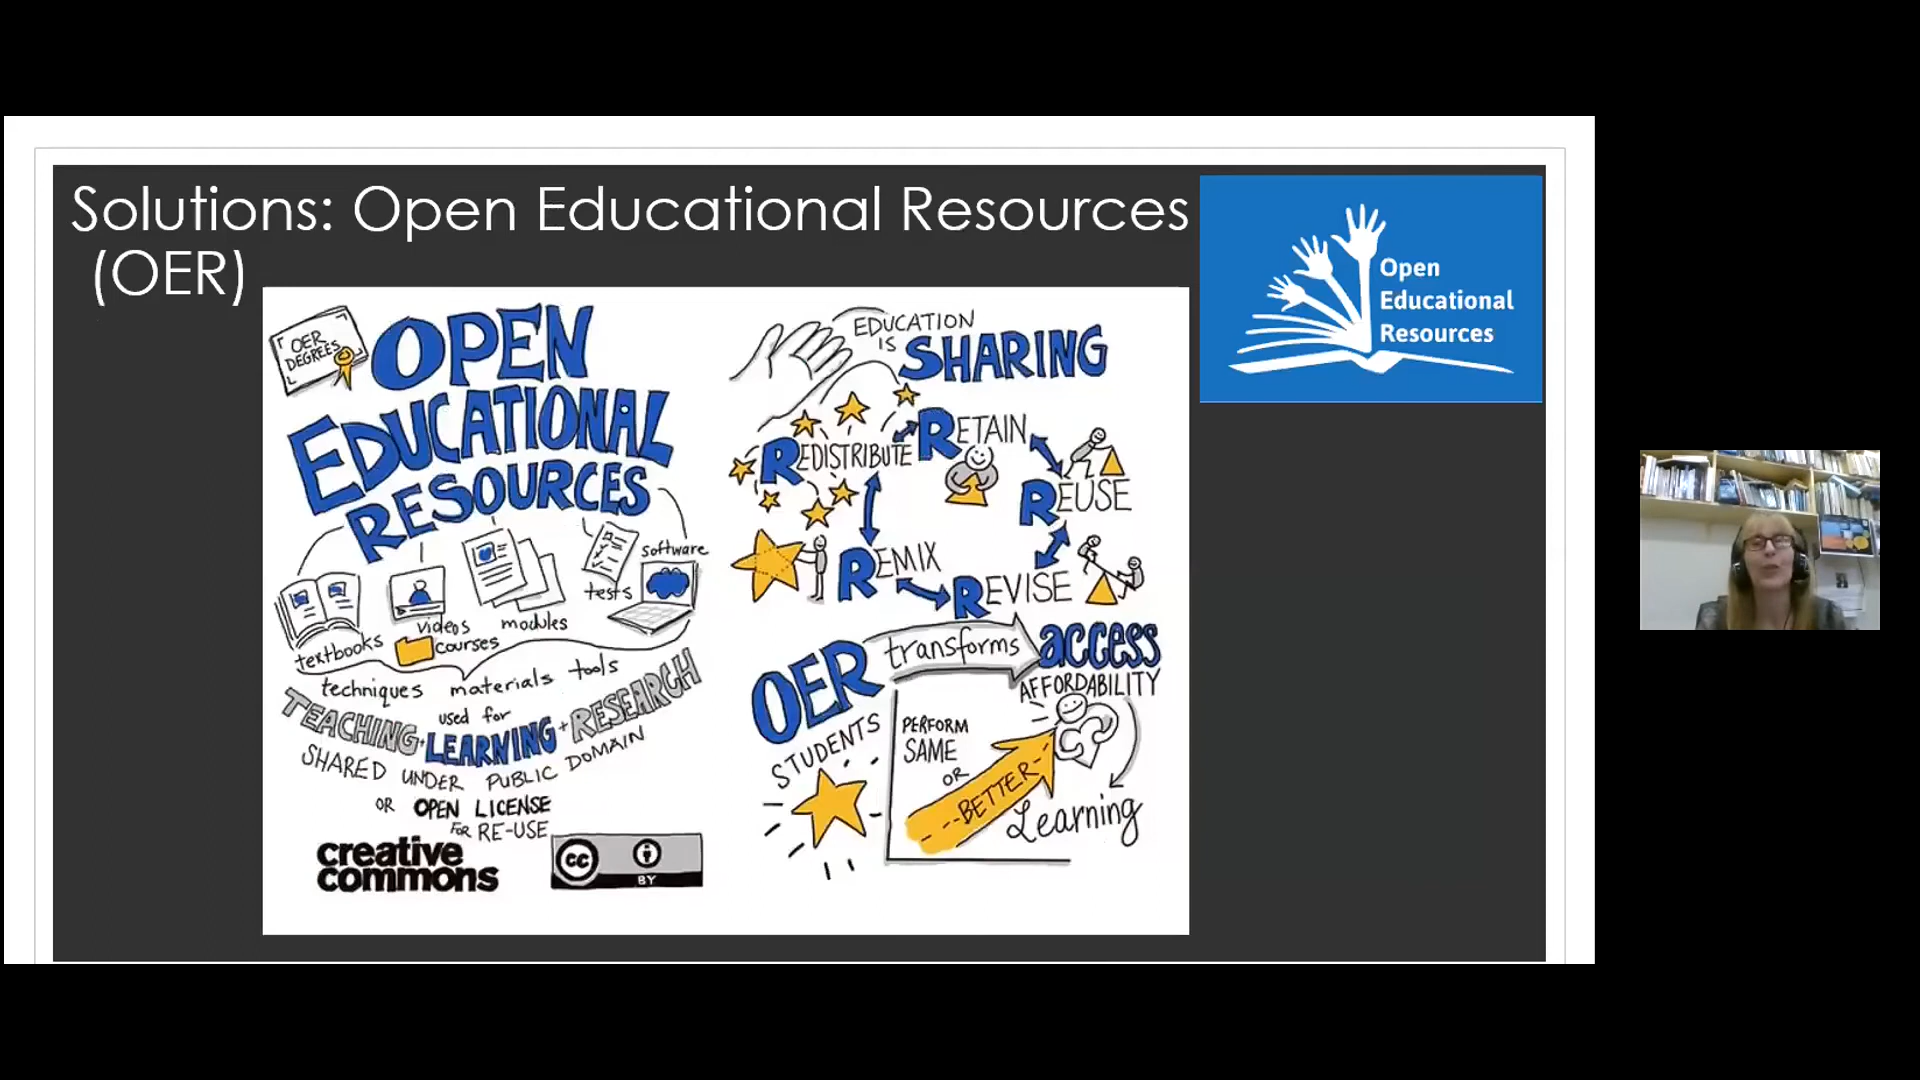 Solutions: Open Educational Resources
(OER)
Open
Educational
Resources
OER
DEGREES
OPEN
EDUCATIONAL
RESOURCES
textbooks
videos
courses
modules
tests
software
techniques materials tools
used for
TEACHING + LEARNING + RESEARCH
SHARED UNDER PUBLIC DOMAIN
OR OPEN LICENSE
FOR RE-USE
creative
commons
cc
BY
EDUCATION
IS SHARING
REDISTRIBUTE
RETAIN
REUSE
REVISE
REMIX
OER transforms access
AFFORDABILITY
STUDENTS
PERFORM
SAME
OR
BETTER
Learning